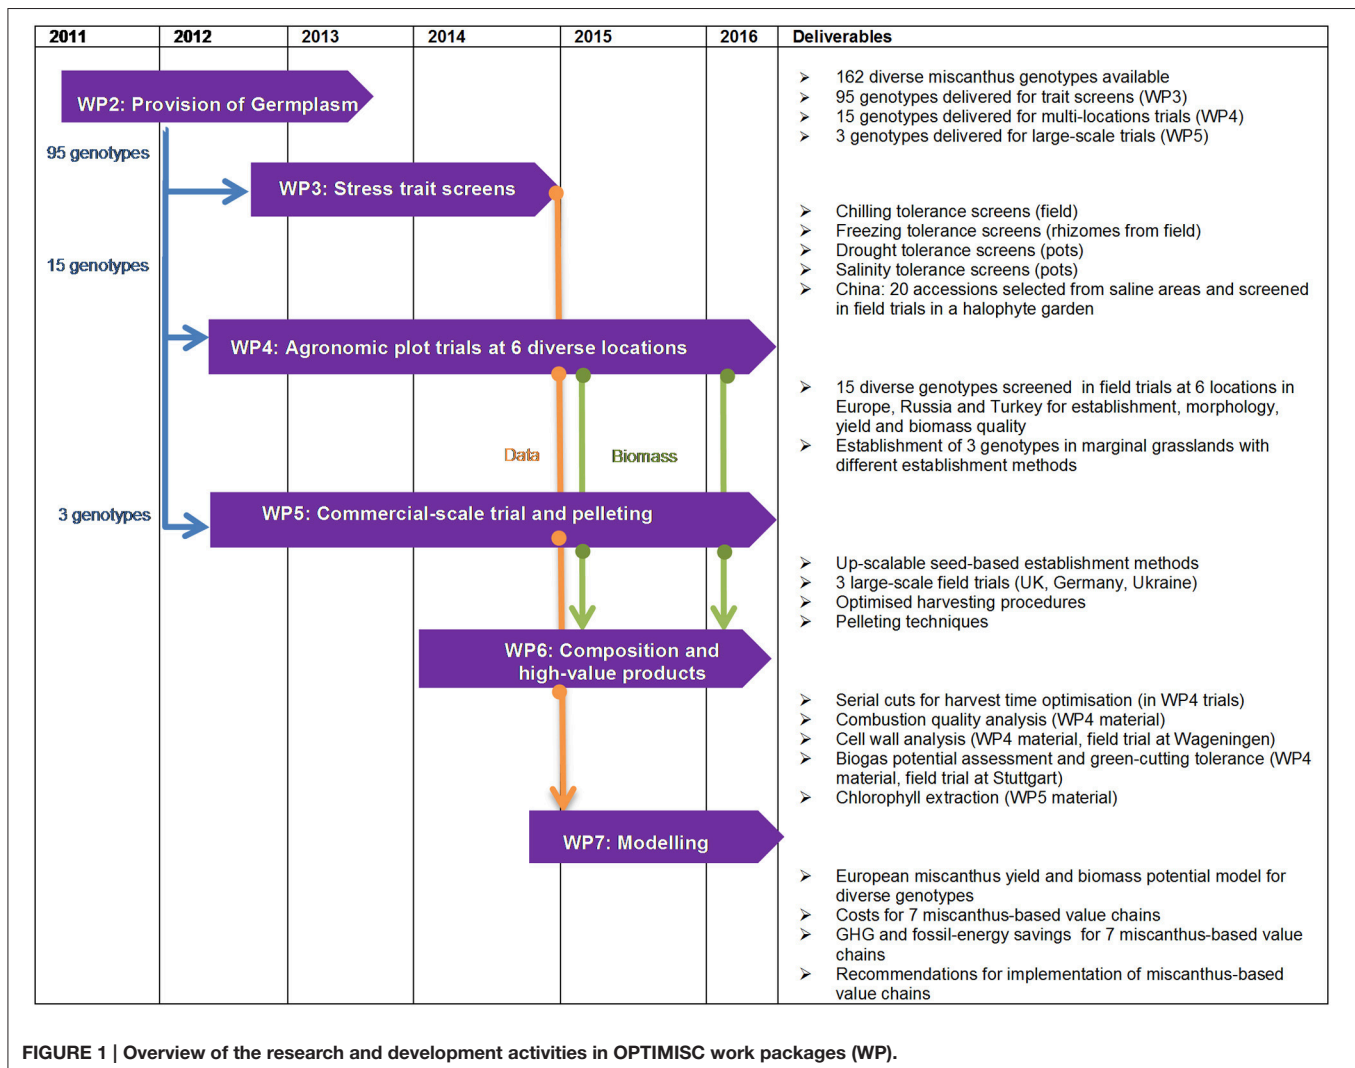 2011 2012 2013 2014 2015 2016 Deliverables
WP2: Provision of Germplasm
95 genotypes
WP3: Stress trait screens
15 genotypes
WP4: Agronomic plot trials at 6 diverse locations
Data
Biomass
3 genotypes
WP5: Commercial-scale trial and pelleting
WP6: Composition and
high-value products
WP7: Modelling
➢ 162 diverse miscanthus genotypes available
➢ 95 genotypes delivered for trait screens (WP3)
➢ 15 genotypes delivered for multi-locations trials (WP4)
➢ 3 genotypes delivered for large-scale trials (WP5)
➢ Chilling tolerance screens (field)
➢ Freezing tolerance screens (rhizomes from field)
➢ Drought tolerance screens (pots)
➢ Salinity tolerance screens (pots)
➢ China: 20 accessions selected from saline areas and screened
in field trials in a halophyte garden
➢ 15 diverse genotypes screened in field trials at 6 locations in
Europe, Russia and Turkey for establishment, morphology,
yield and biomass quality
➢ Establishment of 3 genotypes in marginal grasslands with
different establishment methods
➢ Up-scalable seed-based establishment methods
➢ 3 large-scale field trials (UK, Germany, Ukraine)
➢ Optimised harvesting procedures
➢ Pelleting techniques
➢ Serial cuts for harvest time optimisation (in WP4 trials)
➢ Combustion quality analysis (WP4 material)
➢ Cell wall analysis (WP4 material, field trial at Wageningen)
➢ Biogas potential assessment and green-cutting tolerance (WP4
material, field trial at Stuttgart)
➢ Chlorophyll extraction (WP5 material)
➢ European miscanthus yield and biomass potential model for
diverse genotypes
➢ Costs for 7 miscanthus-based value chains
➢ GHG and fossil-energy savings for 7 miscanthus-based value
chains
➢ Recommendations for implementation of miscanthus-based
value chains
FIGURE 1 | Overview of the research and development activities in OPTIMISC work packages (WP).